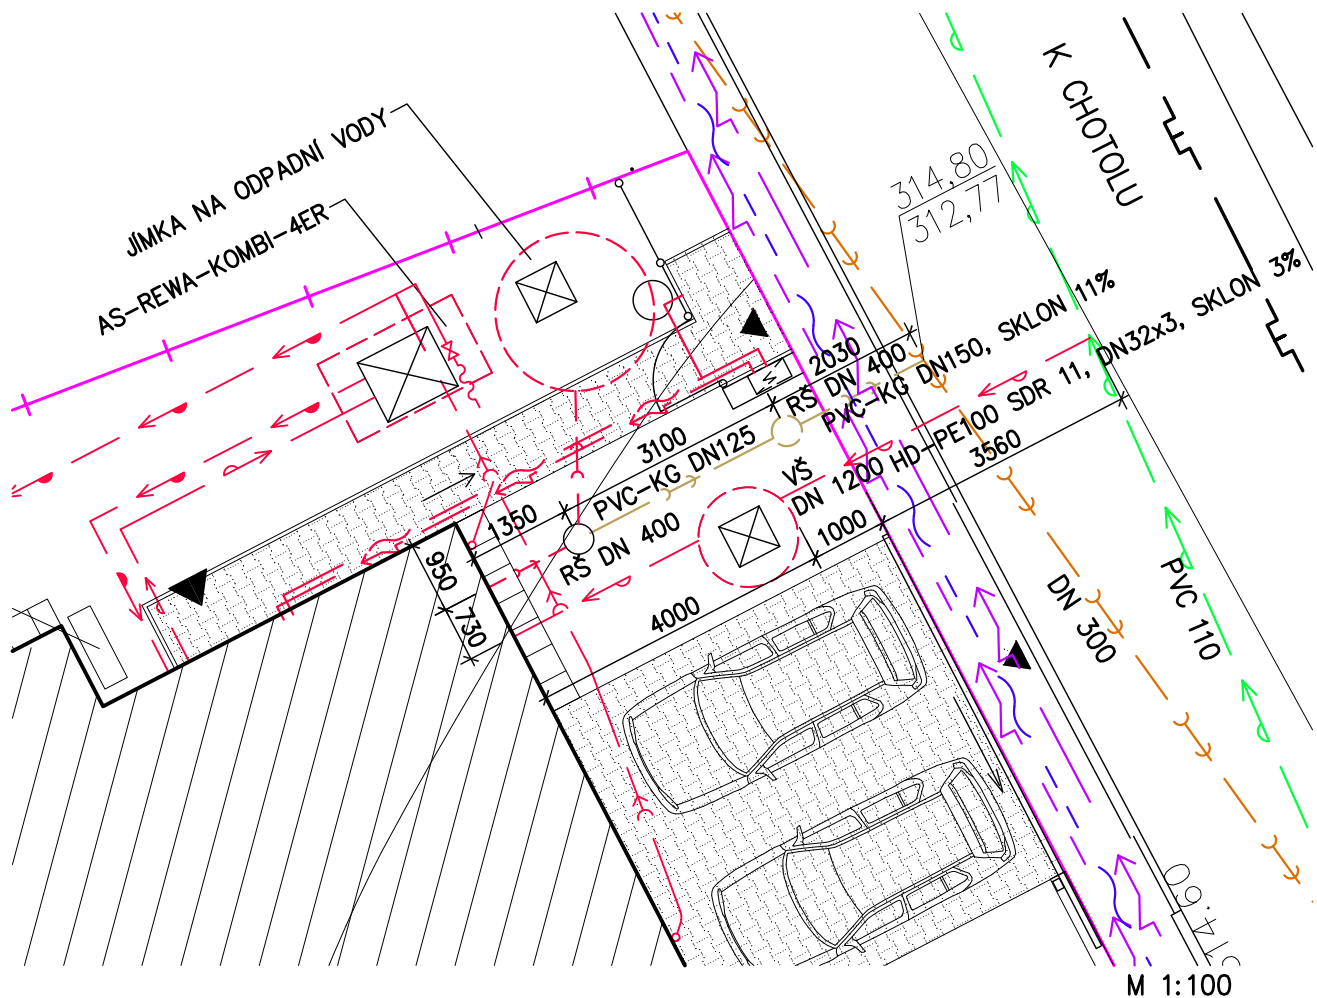 K CHOTOLU
JÍMKA NA ODPADNÍ VODY
AS-REWA-KOMBI-4ER
314,80
312,77
PVC-KG DN150, SKLON 11%
HD-PE100 SDR 11, DN32x3, SKLON 3%
2030
RŠ DN 400
3100
PVC-KG DN125
3560
VŠ
DN 1200
1350
RŠ DN 400
1000
950
730
4000
DN 300
PVC 110
M 1:100